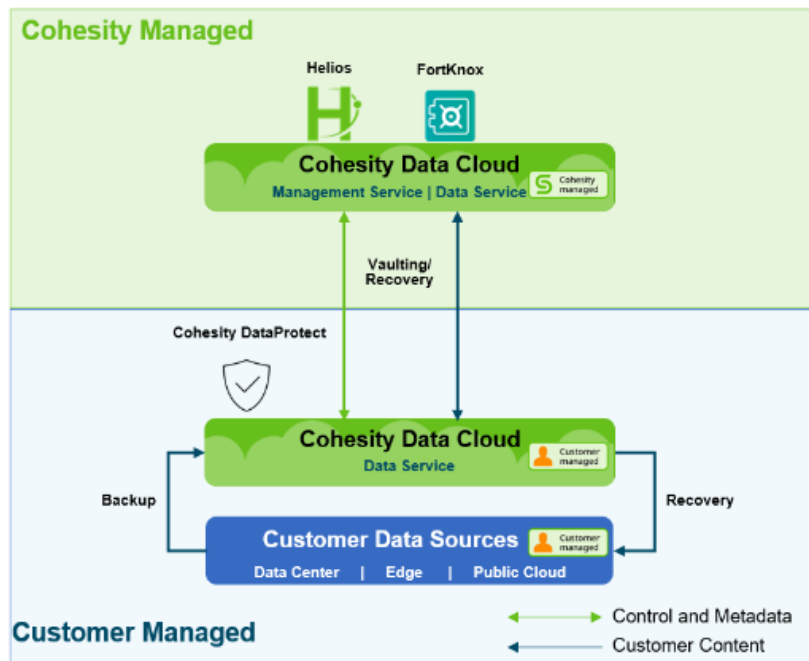 Cohesity Managed
Helios
FortKnox
Cohesity Data Cloud
Management Service | Data Service
Cohesity
managed
Vaulting/
Recovery
Cohesity DataProtect
Cohesity Data Cloud
Data Service
Customer
managed
Backup
Recovery
Customer Data Sources
Customer
managed
Data Center | Edge | Public Cloud
Control and Metadata
Customer Managed
Customer Content